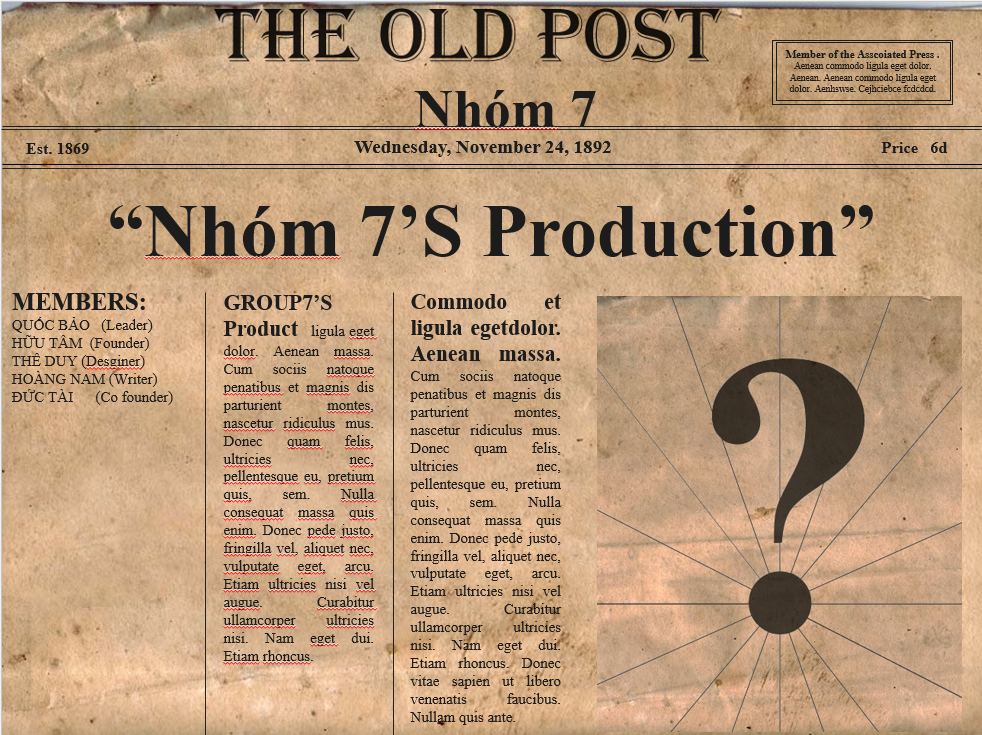 THE OLD POST
Member of the Asscoiated Press .
Aenean commodo ligula eget dolor.
Aenean. Aenean commodo ligula eget
dolor. Aenhswse. Cejhciebce fcdcdcd.
Nhóm 7
Est. 1869
Wednesday, November 24, 1892
Price 6d
“Nhóm 7’S Production”
MEMBERS:
QUỐC BẢO (Leader)
HỮU TÂM (Founder)
THẾ DUY (Desginer)
HOÀNG NAM (Writer)
ĐỨC TÀI (Co founder)
GROUP7’S
Product ligula eget
dolor. Aenean massa.
Cum sociis natoque
penatibus et magnis dis
parturient montes,
nascetur ridiculus mus.
Donec quam felis,
ultricies nec,
pellentesque eu, pretium
quis, sem. Nulla
consequat massa quis
enim. Donec pede justo,
fringilla vel, aliquet nec,
vulputate eget, arcu.
Etiam ultricies nisi vel
augue. Curabitur
ullamcorper ultricies
nisi. Nam eget dui.
Etiam rhoncus.
Commodo et
ligula egetdolor.
Aenean massa.
Cum sociis natoque
penatibus et magnis dis
parturient montes,
nascetur ridiculus mus.
Donec quam felis,
ultricies nec,
pellentesque eu, pretium
quis, sem. Nulla
consequat massa quis
enim. Donec pede justo,
fringilla vel, aliquet nec,
vulputate eget, arcu.
Etiam ultricies nisi vel
augue. Curabitur
ullamcorper ultricies
nisi. Nam eget dui.
Etiam rhoncus. Donec
vitae sapien ut libero
venenatis faucibus.
Nullam quis ante.
?